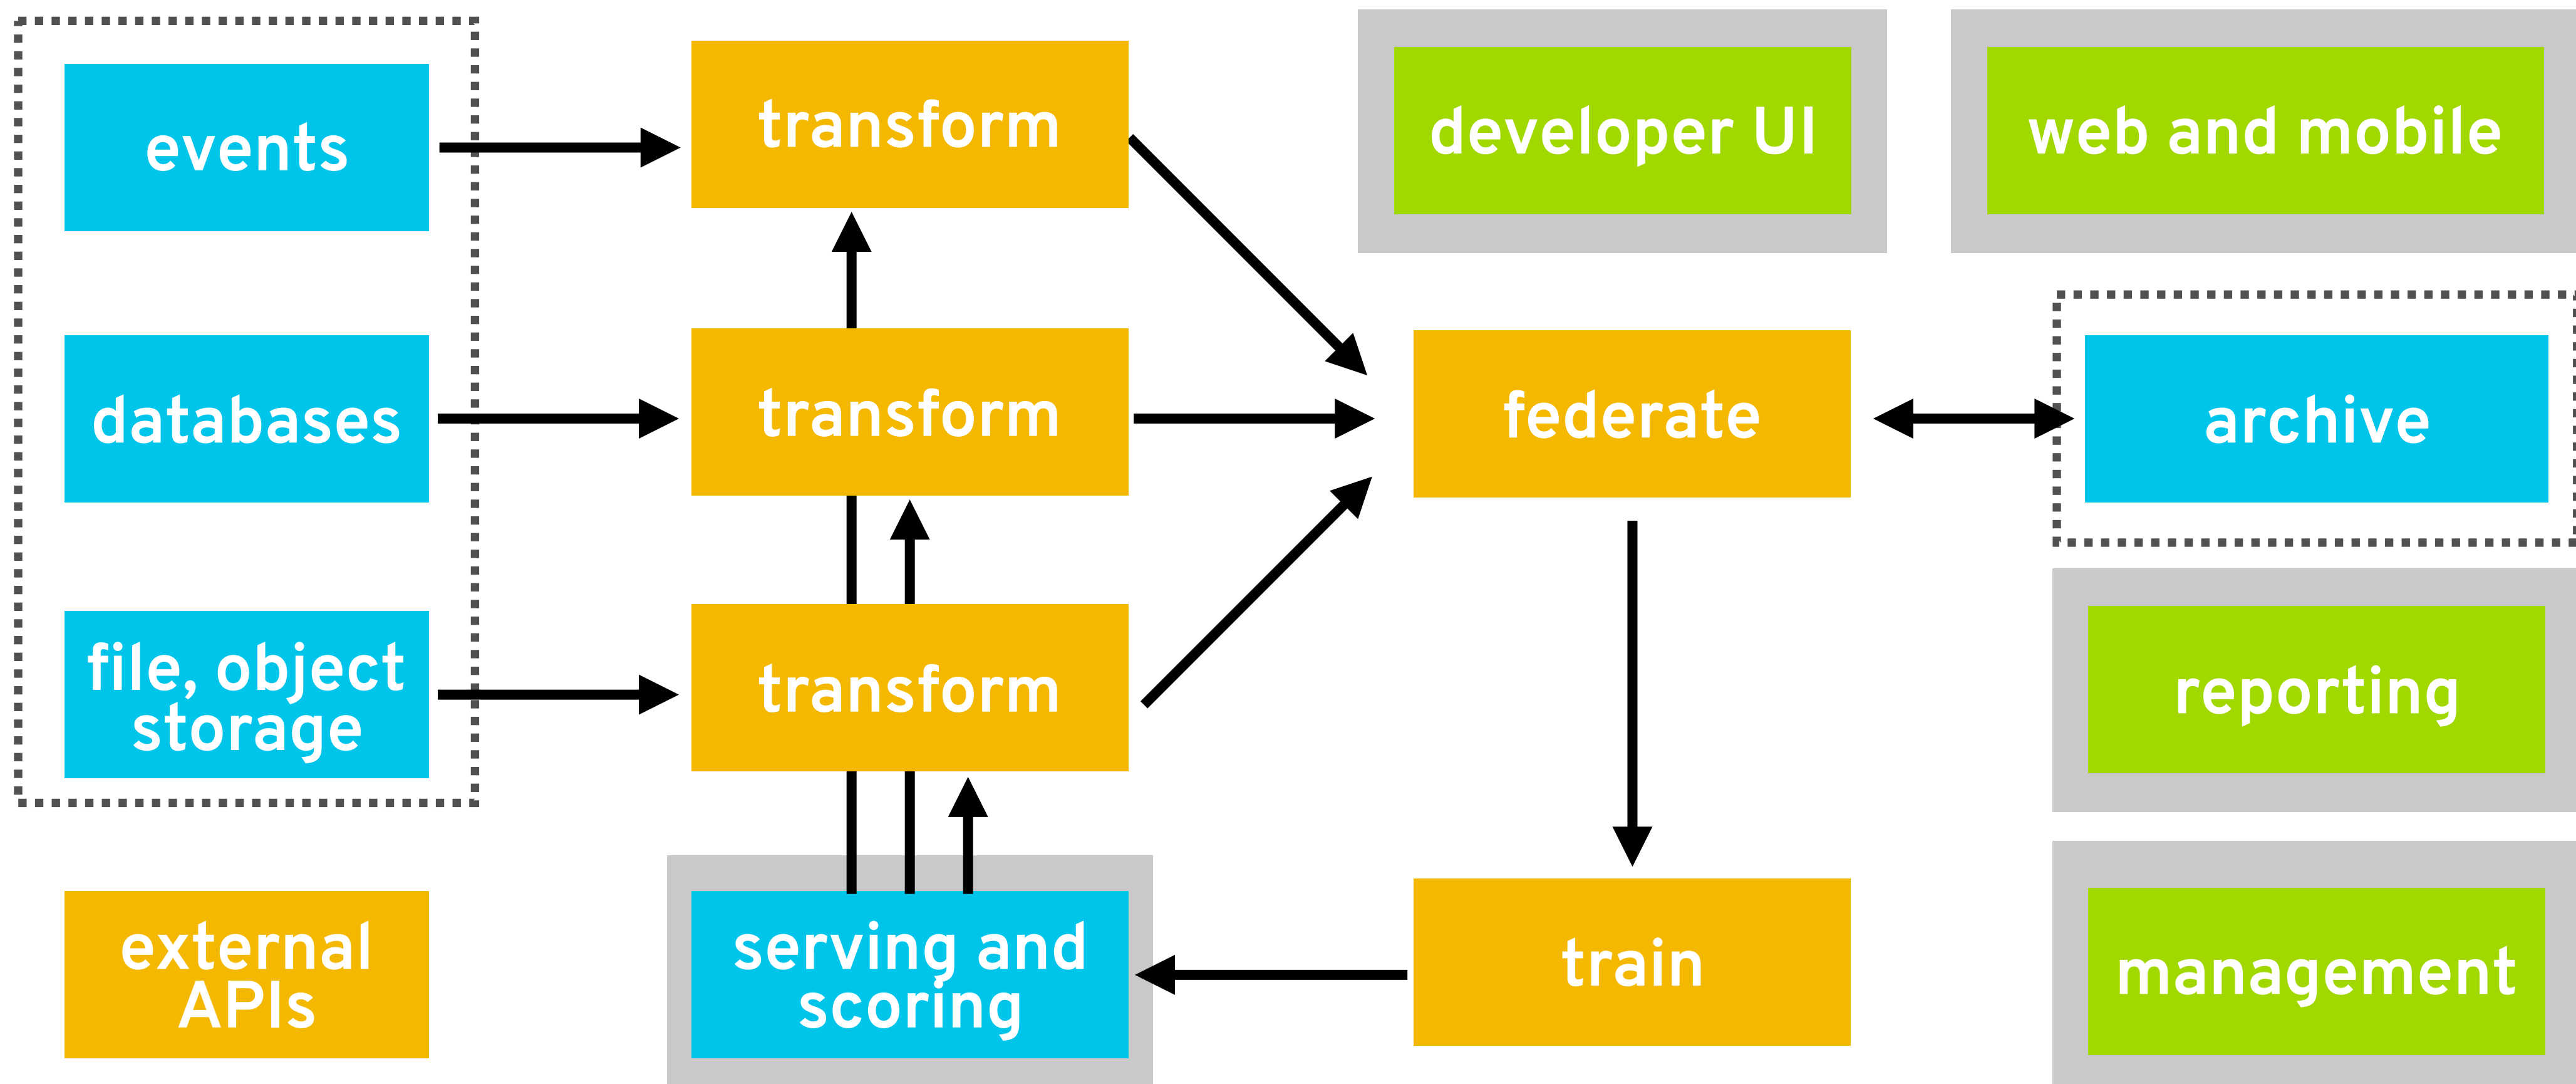 events
transform
developer UI
web and mobile
databases
transform
federate
archive
file, object
storage
transform
reporting
external
APIs
serving and
scoring
train
management